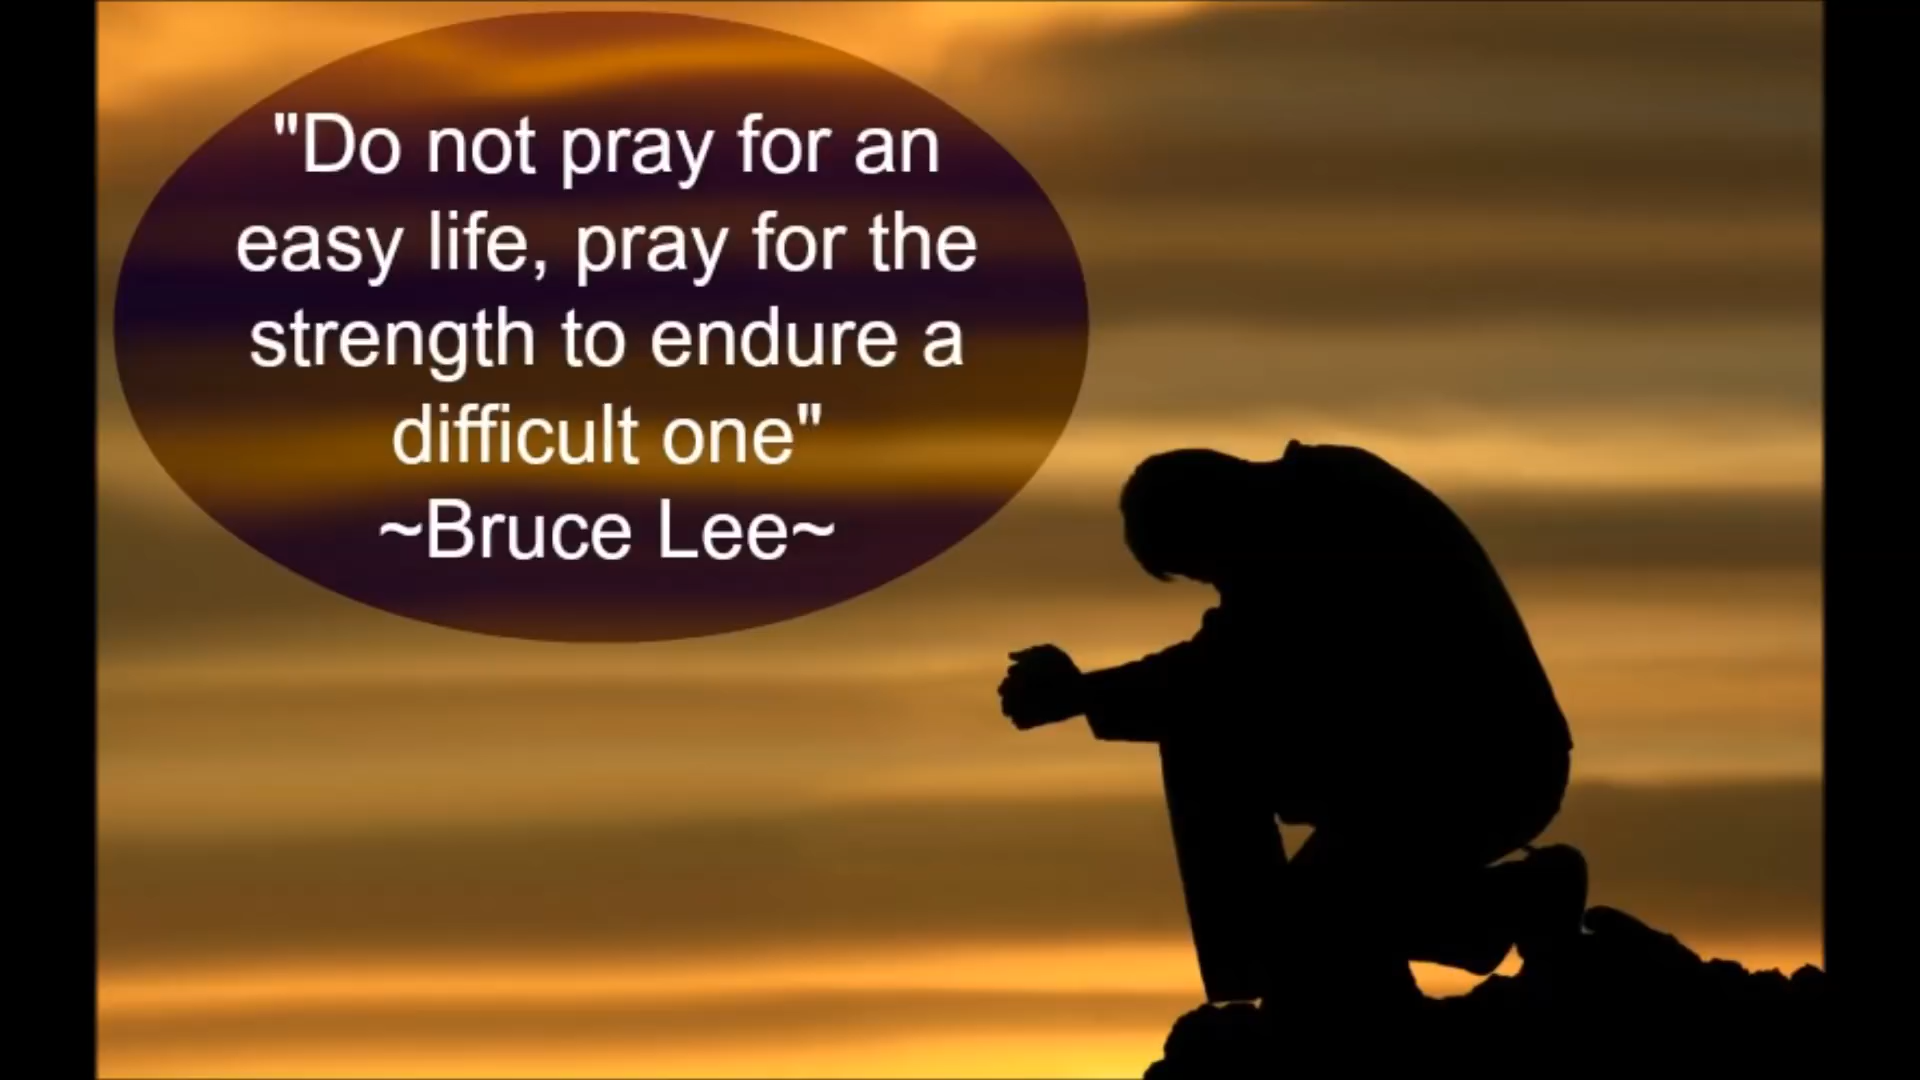 "Do not pray for an
easy life, pray for the
strength to endure a
difficult one"
~Bruce Lee~